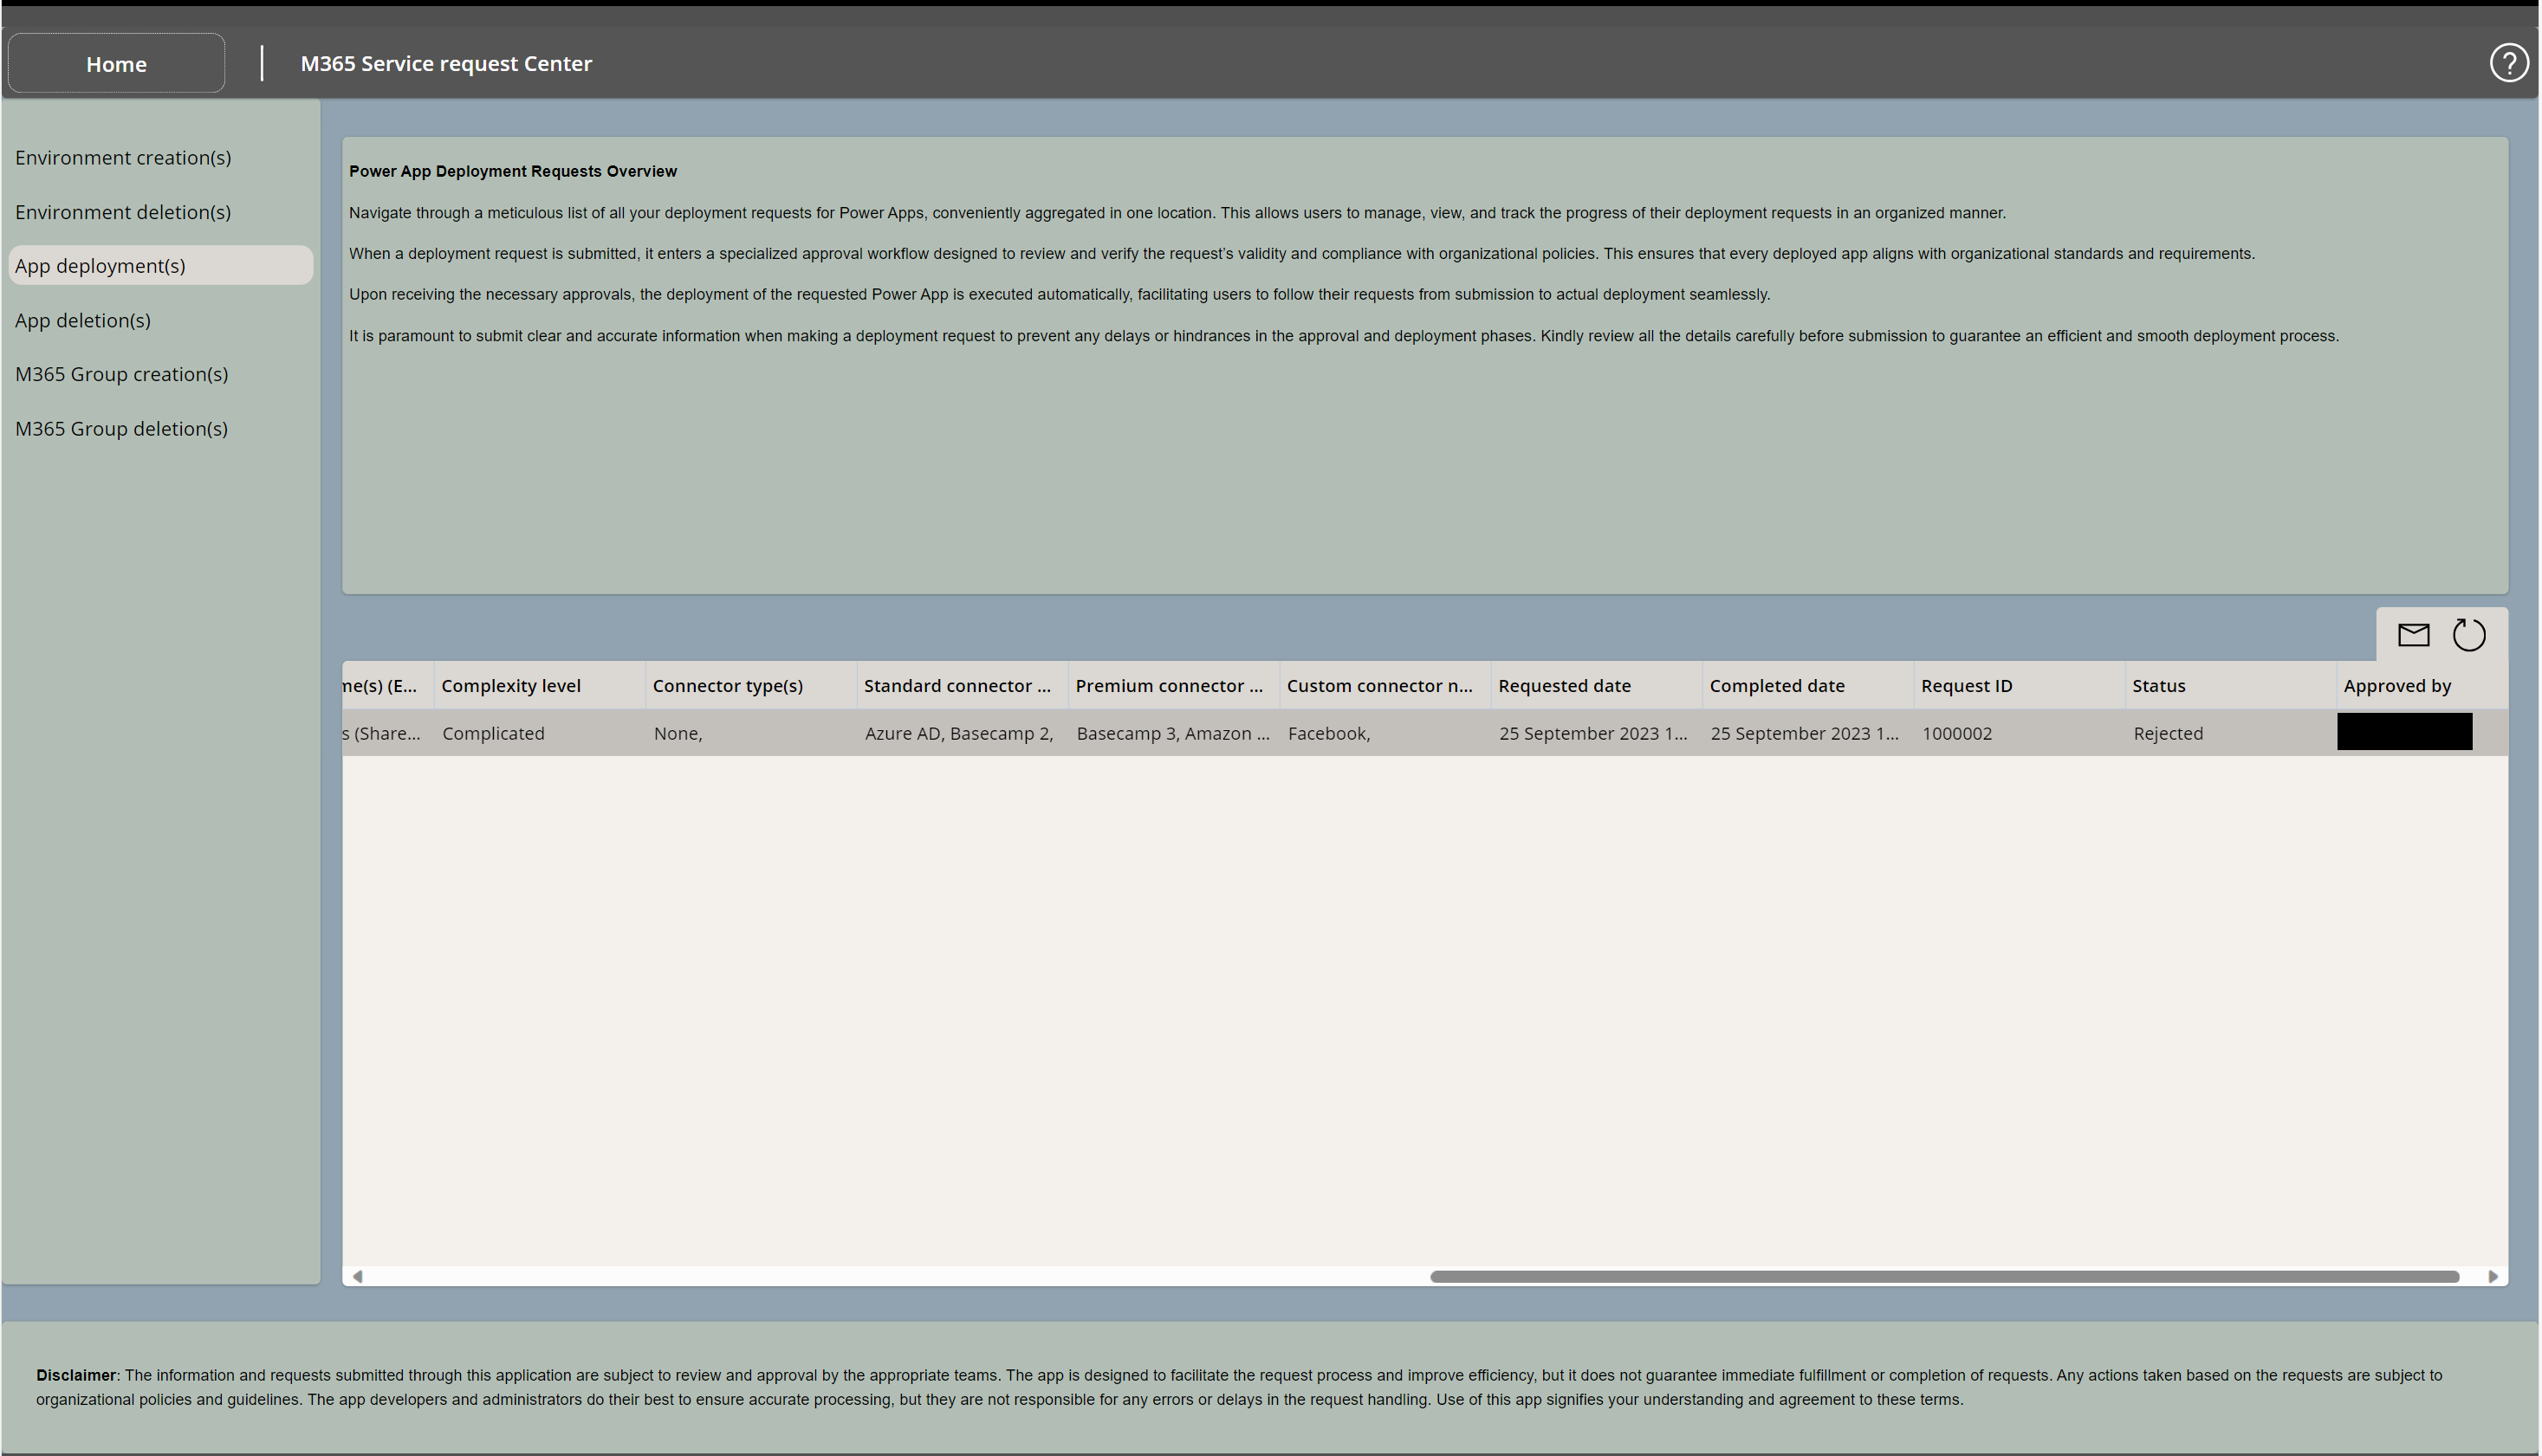 Home
M365 Service request Center
?
Environment creation(s)
Environment deletion(s)
App deployment(s)
App deletion(s)
M365 Group creation(s)
M365 Group deletion(s)
Power App Deployment Requests Overview
Navigate through a meticulous list of all your deployment requests for Power Apps, conveniently aggregated in one location. This allows users to manage, view, and track the progress of their deployment requests in an organized manner.
When a deployment request is submitted, it enters a specialized approval workflow designed to review and verify the request's validity and compliance with organizational policies. This ensures that every deployed app aligns with organizational standards and requirements.
Upon receiving the necessary approvals, the deployment of the requested Power App is executed automatically, facilitating users to follow their requests from submission to actual deployment seamlessly.
It is paramount to submit clear and accurate information when making a deployment request to prevent any delays or hindrances in the approval and deployment phases. Kindly review all the details carefully before submission to guarantee an efficient and smooth deployment process.
me(s) (E... Complexity level Connector type(s) Standard connector ... Premium connector ... Custom connector n... Requested date Completed date Request ID Status Approved by
s (Share... Complicated None, Azure AD, Basecamp 2, Basecamp 3, Amazon ... Facebook, 25 September 2023 1... 25 September 2023 1... 1000002 Rejected
Disclaimer: The information and requests submitted through this application are subject to review and approval by the appropriate teams. The app is designed to facilitate the request process and improve efficiency, but it does not guarantee immediate fulfillment or completion of requests. Any actions taken based on the requests are subject to
organizational policies and guidelines. The app developers and administrators do their best to ensure accurate processing, but they are not responsible for any errors or delays in the request handling. Use of this app signifies your understanding and agreement to these terms.